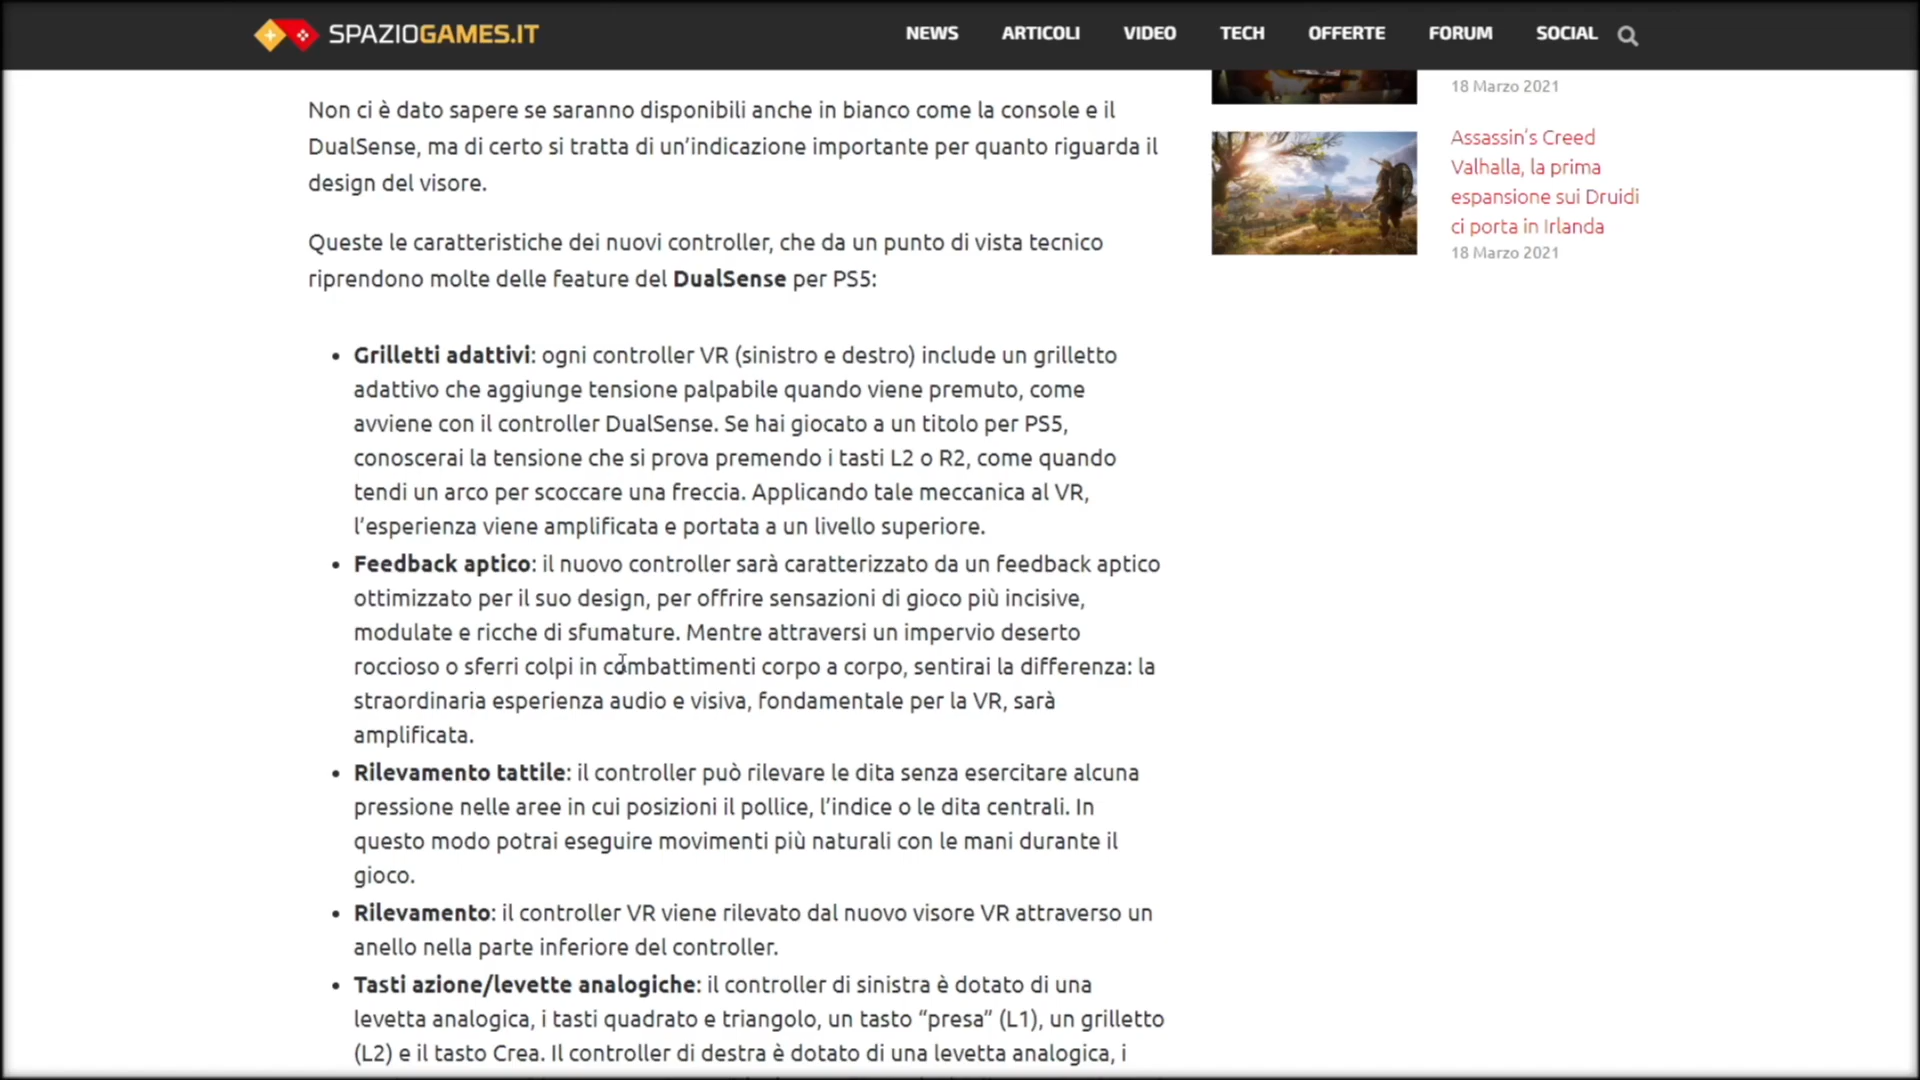 SPAZIOGAMES.IT
NEWS ARTICOLI VIDEO TECH OFFERTE FORUM SOCIAL
Non ci è dato sapere se saranno disponibili anche in bianco come la console e il
DualSense, ma di certo si tratta di un’indicazione importante per quanto riguarda il
design del visore.
Queste le caratteristiche dei nuovi controller, che da un punto di vista tecnico
riprendono molte delle feature del DualSense per PS5:
• Grilletti adattivi: ogni controller VR (sinistro e destro) include un grilletto
adattivo che aggiunge tensione palpabile quando viene premuto, come
avviene con il controller DualSense. Se hai giocato a un titolo per PS5,
conoscerai la tensione che si prova premendo i tasti L2 o R2, come quando
tendi un arco per scoccare una freccia. Applicando tale meccanica al VR,
l’esperienza viene amplificata e portata a un livello superiore.
• Feedback aptico: il nuovo controller sarà caratterizzato da un feedback aptico
ottimizzato per il suo design, per offrire sensazioni di gioco più incisive,
modulate e ricche di sfumature. Mentre attraversi un impervio deserto
roccioso o sferri colpi in combattimenti corpo a corpo, sentirai la differenza: la
straordinaria esperienza audio e visiva, fondamentale per la VR, sarà
amplificata.
• Rilevamento tattile: il controller può rilevare le dita senza esercitare alcuna
pressione nelle aree in cui posizioni il pollice, l’indice o le dita centrali. In
questo modo potrai eseguire movimenti più naturali con le mani durante il
gioco.
• Rilevamento: il controller VR viene rilevato dal nuovo visore VR attraverso un
anello nella parte inferiore del controller.
• Tasti azione/levette analogiche: il controller di sinistra è dotato di una
levetta analogica, i tasti quadrato e triangolo, un tasto “presa” (L1), un grilletto
(L2) e il tasto Crea. Il controller di destra è dotato di una levetta analogica, i
18 Marzo 2021
Assassin’s Creed
Valhalla, la prima
espansione sui Druidi
ci porta in Irlanda
18 Marzo 2021